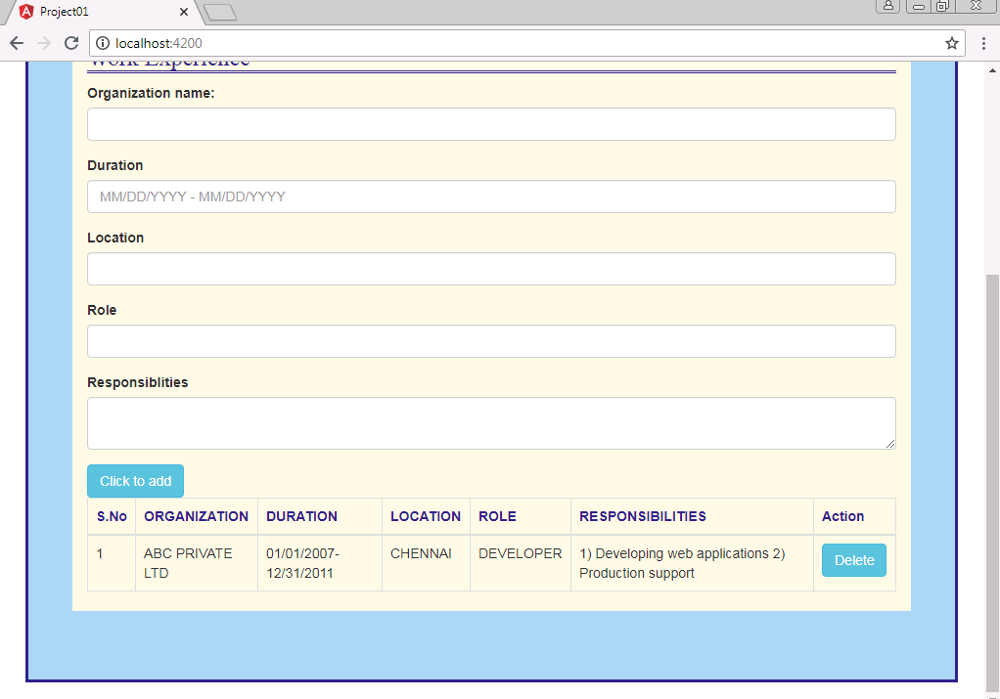 Project01
localhost:4200
Work Experience
Organization name:
Duration
MM/DD/YYYY - MM/DD/YYYY
Location
Role
Responsiblities
Click to add
S.No ORGANIZATION DURATION LOCATION ROLE RESPONSIBILITIES Action
1 ABC PRIVATE 01/01/2007- CHENNAI DEVELOPER 1) Developing web applications 2) Delete
LTD 12/31/2011 Production support